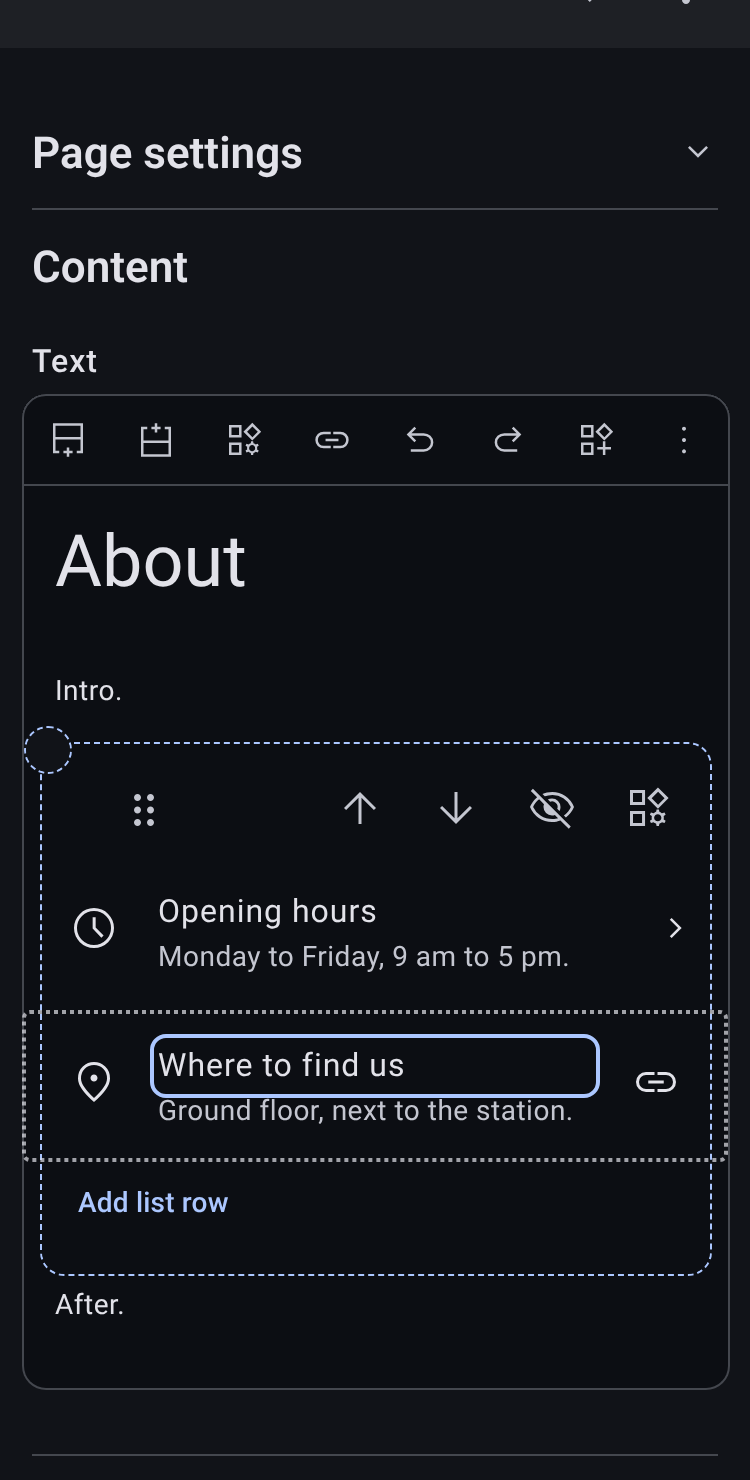 Page settings
Content
Text
About
Intro.
Opening hours
Monday to Friday, 9 am to 5 pm.
Where to find us
Ground floor, next to the station.
Add list row
After.